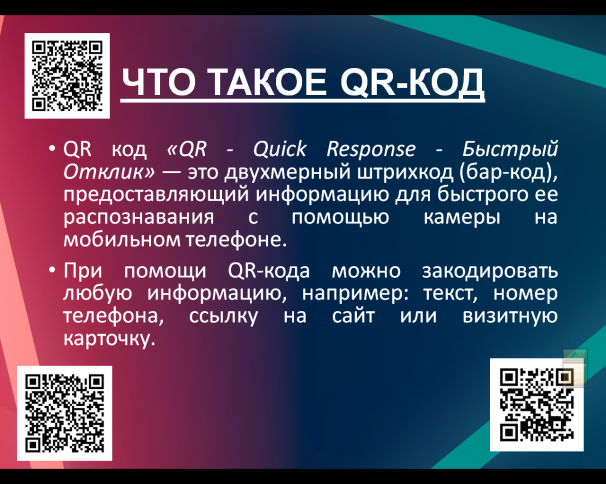 ЧТО ТАКОЕ QR-КОД
• QR код «QR - Quick Response - Быстрый
Отклик» — это двухмерный штрихкод (бар-код),
предоставляющий информацию для быстрого ее
распознавания с помощью камеры на
мобильном телефоне.
• При помощи QR-кода можно закодировать
любую информацию, например: текст, номер
телефона, ссылку на сайт или визитную
карточку.